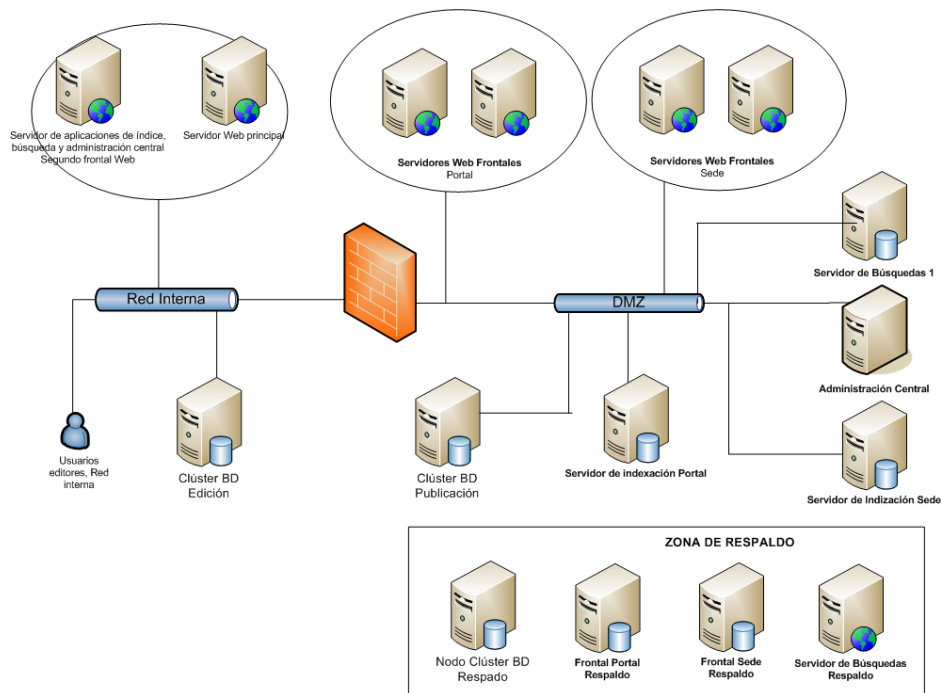 Servidor de aplicaciones de índice,
búsqueda y administración central
Segundo frontal Web
Servidor Web principal
Servidores Web Frontales
Portal
Servidores Web Frontales
Sede
Servidor de Búsquedas 1
Red Interna
DMZ
Administración Central
Usuarios
editores, Red
interna
Clúster BD
Edición
Clúster BD
Publicación
Servidor de indexación Portal
Servidor de Indización Sede
ZONA DE RESPALDO
Nodo Clúster BD
Respado
Frontal Portal
Respaldo
Frontal Sede
Respaldo
Servidor de Búsquedas
Respaldo